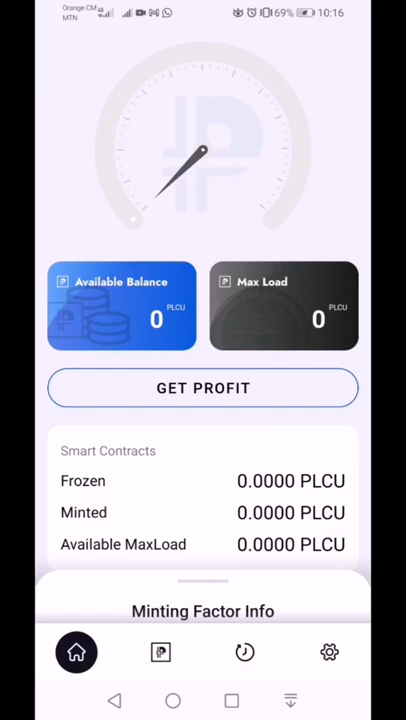 Orange CM
MTN
69% 10:16
Available Balance
PLCU
0
Max Load
PLCU
0
GET PROFIT
Smart Contracts
Frozen 0.0000 PLCU
Minted 0.0000 PLCU
Available MaxLoad 0.0000 PLCU
Minting Factor Info